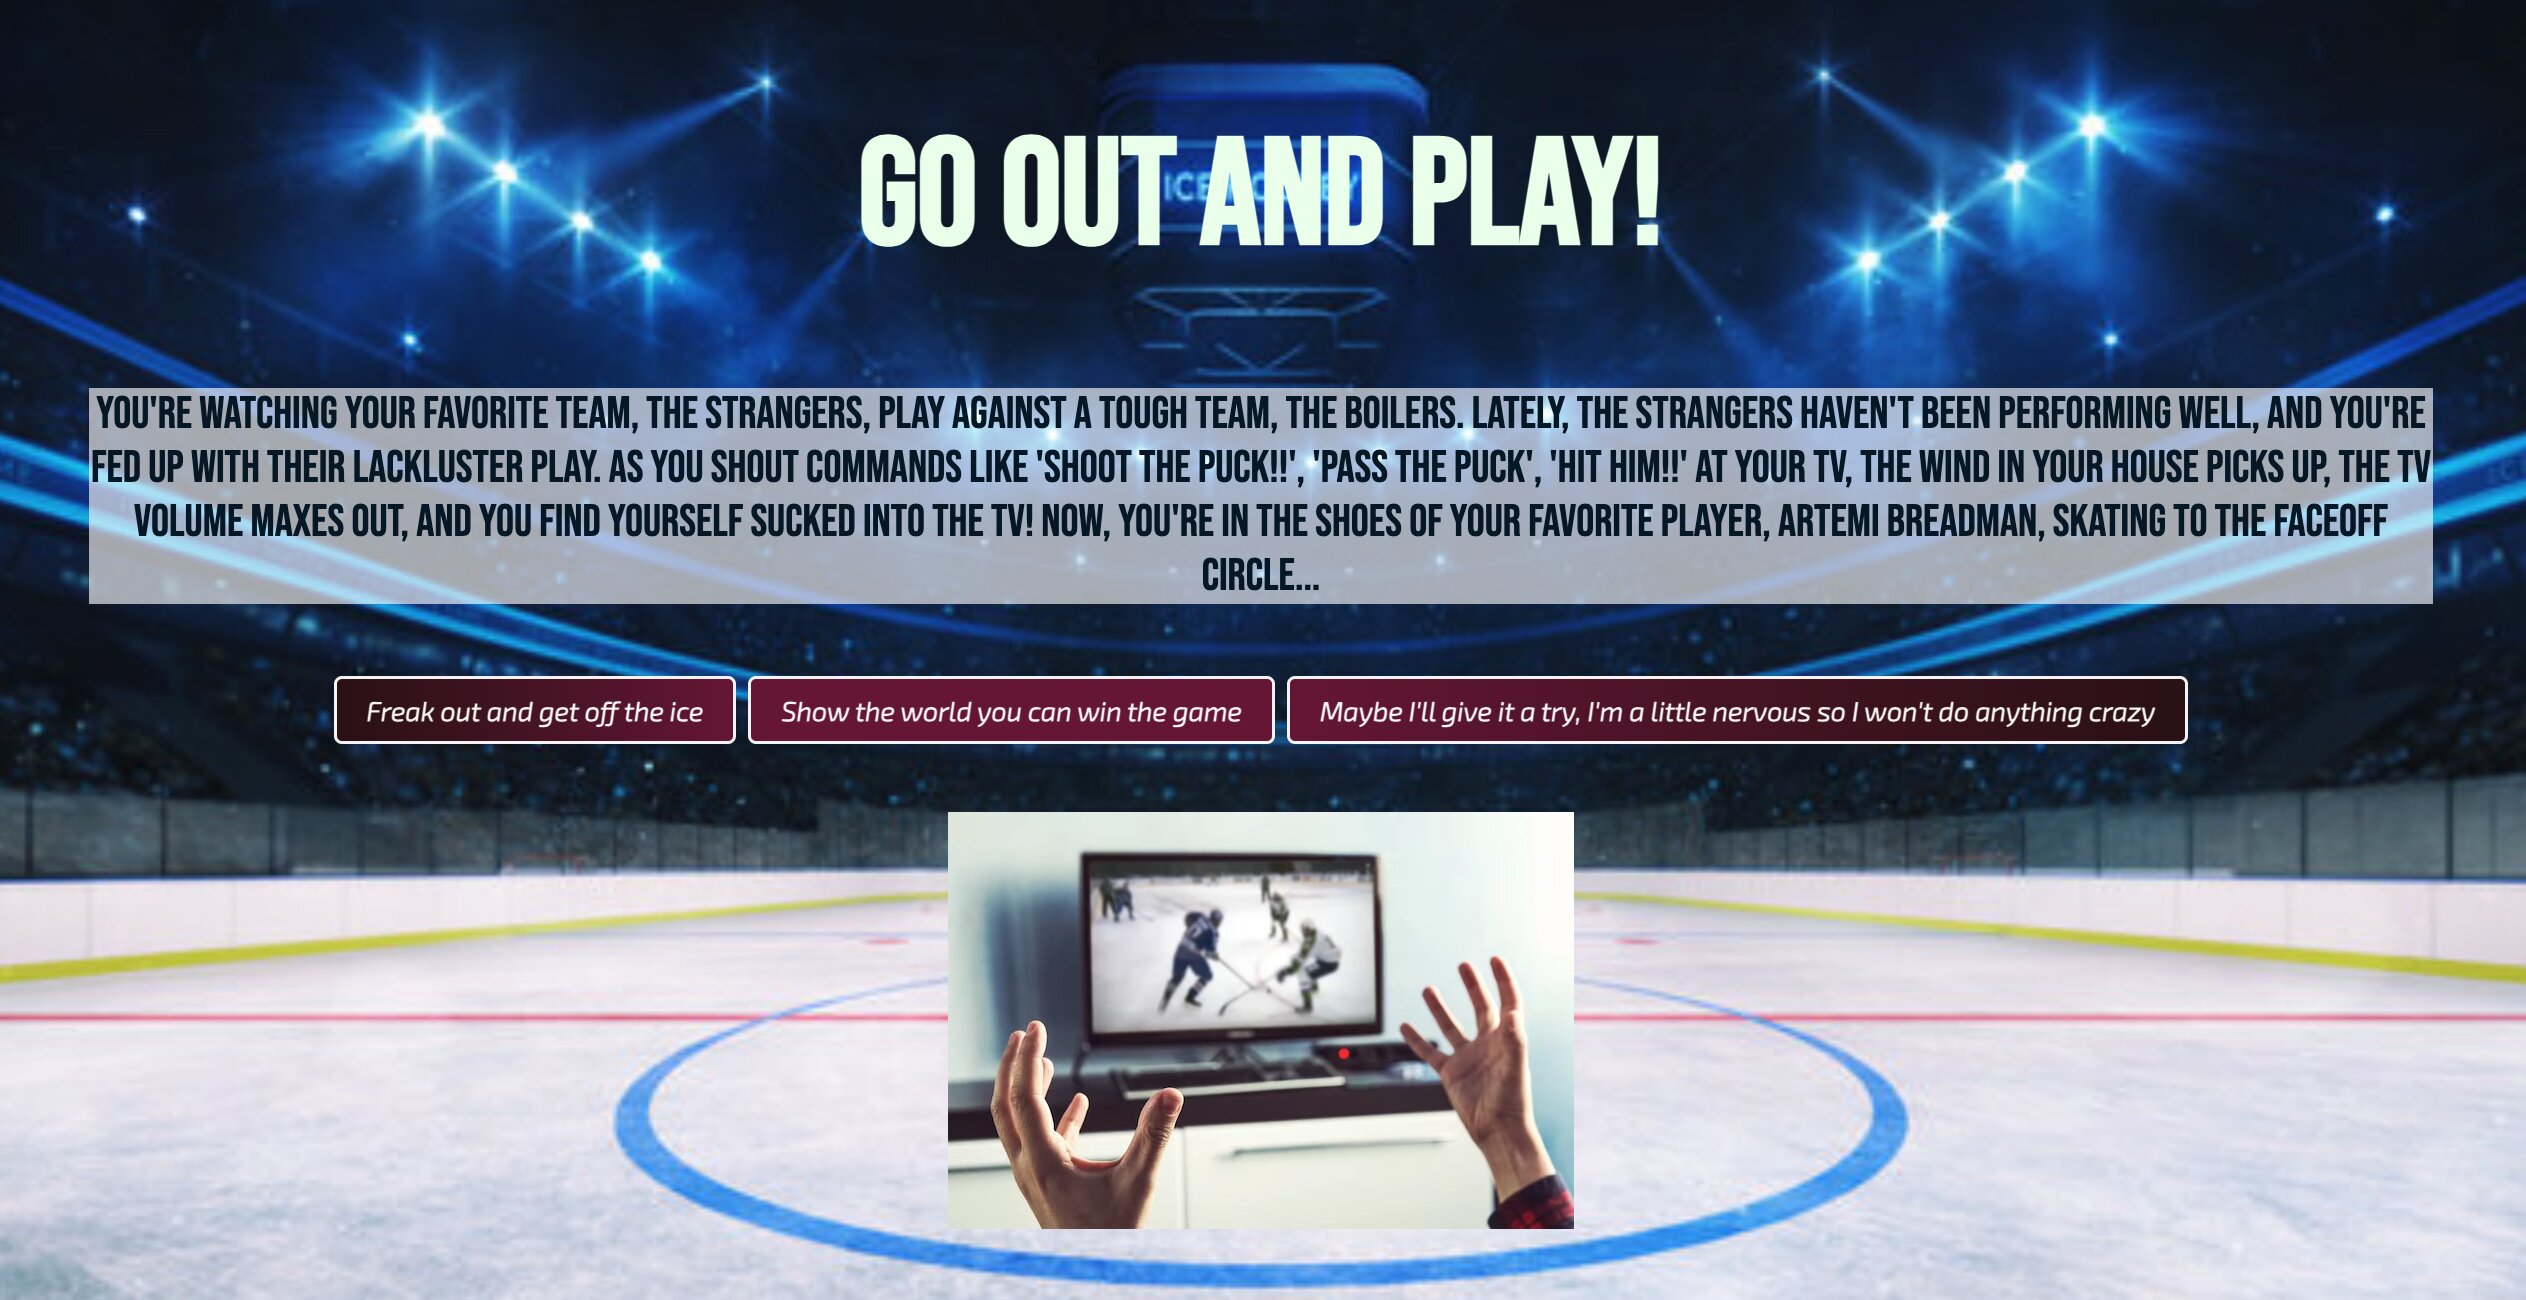 GO OUT AND PLAY!
YOU'RE WATCHING YOUR FAVORITE TEAM, THE STRANGERS, PLAY AGAINST A TOUGH TEAM, THE BOILERS. LATELY, THE STRANGERS HAVEN'T BEEN PERFORMING WELL, AND YOU'RE
FED UP WITH THEIR LACKLUSTER PLAY. AS YOU SHOUT COMMANDS LIKE 'SHOOT THE PUCK!!', 'PASS THE PUCK', 'HIT HIM!!' AT YOUR TV, THE WIND IN YOUR HOUSE PICKS UP, THE TV
VOLUME MAXES OUT, AND YOU FIND YOURSELF SUCKED INTO THE TV! NOW, YOU'RE IN THE SHOES OF YOUR FAVORITE PLAYER, ARTEMI BREADMAN, SKATING TO THE FACEOFF
CIRCLE...
Freak out and get off the ice
Show the world you can win the game
Maybe I'll give it a try, I'm a little nervous so I won't do anything crazy